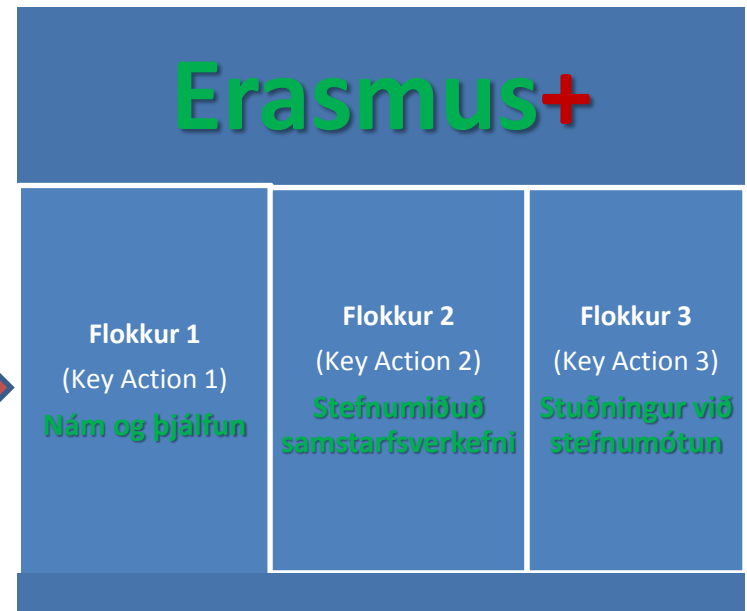 Erasmus+
Flokkur 1
(Key Action 1)
Nám og þjálfun
Flokkur 2
(Key Action 2)
Stefnumiðuð
samstarfsverkefni
Flokkur 3
(Key Action 3)
Stuðningur við
stefnumótun